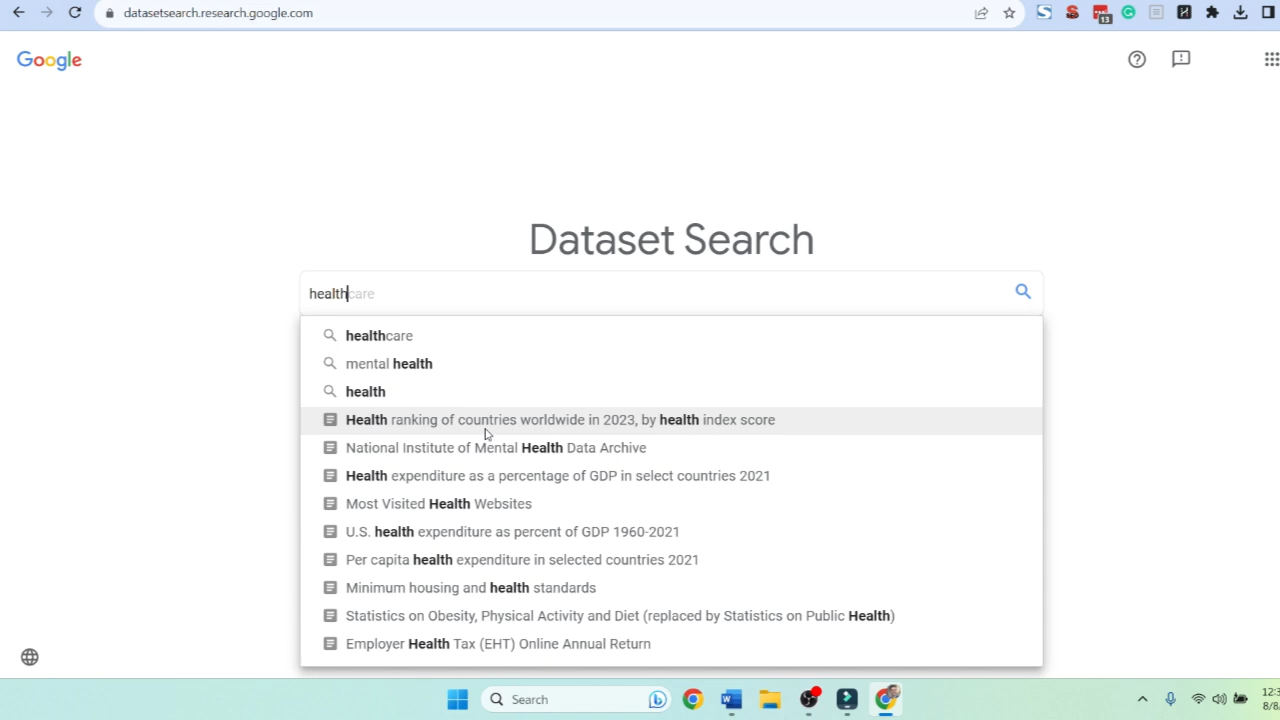 datasetsearch.research.google.com
13
Google
Dataset Search
healthcare
healthcare
mental health
health
Health ranking of countries worldwide in 2023, by health index score
National Institute of Mental Health Data Archive
Health expenditure as a percentage of GDP in select countries 2021
Most Visited Health Websites
U.S. health expenditure as percent of GDP 1960-2021
Per capita health expenditure in selected countries 2021
Minimum housing and health standards
Statistics on Obesity, Physical Activity and Diet (replaced by Statistics on Public Health)
Employer Health Tax (EHT) Online Annual Return
Search